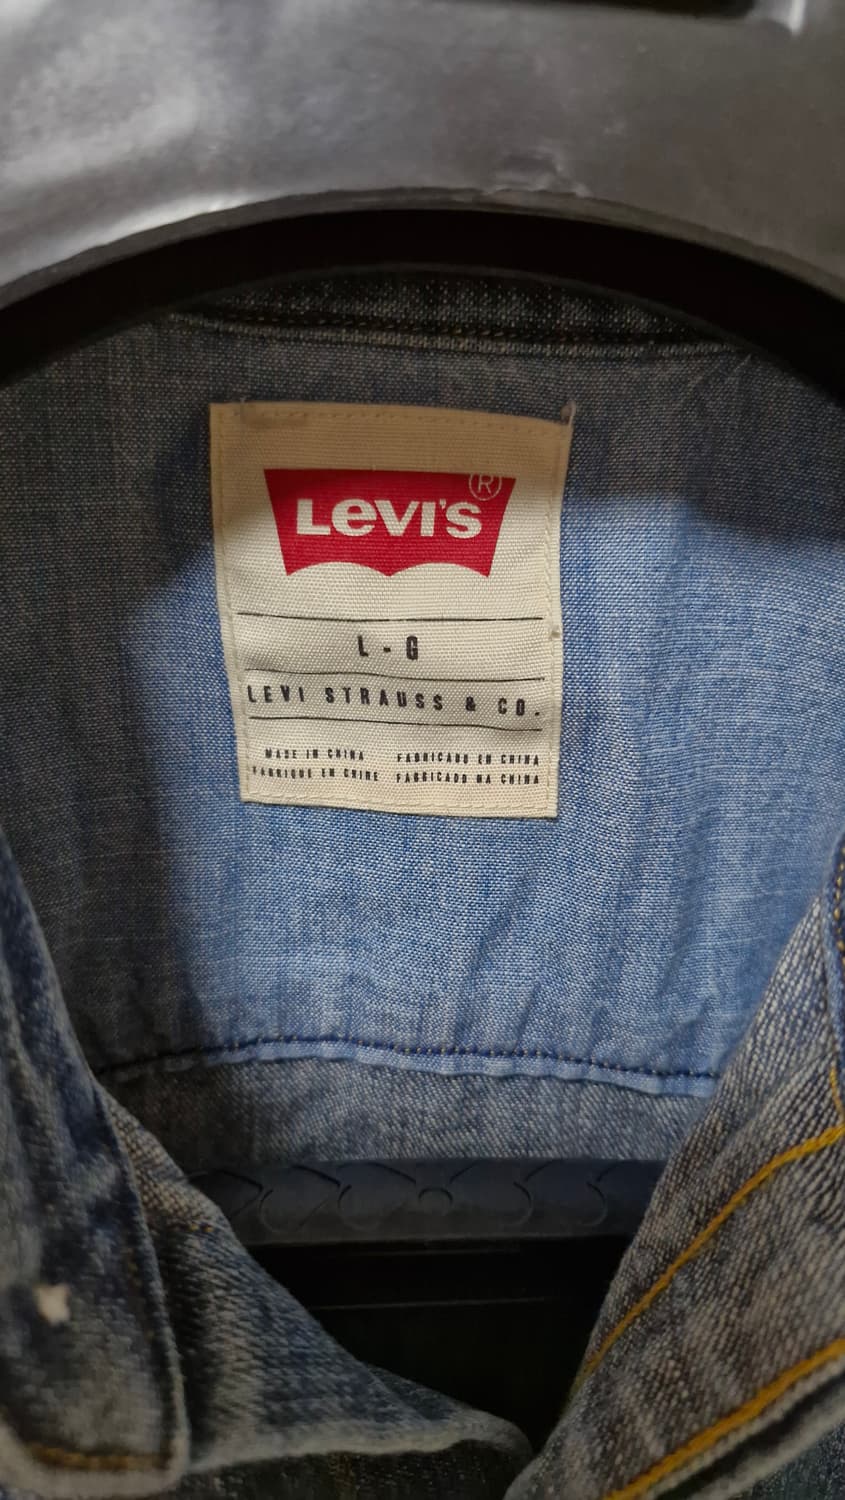 LEVI'S ®
L - G
LEVI STRAUSS & CO.
MADE IN CHINA FABRICADO EN CHINA
FABRIQUE EN CHINE FABRICADO NA CHINA